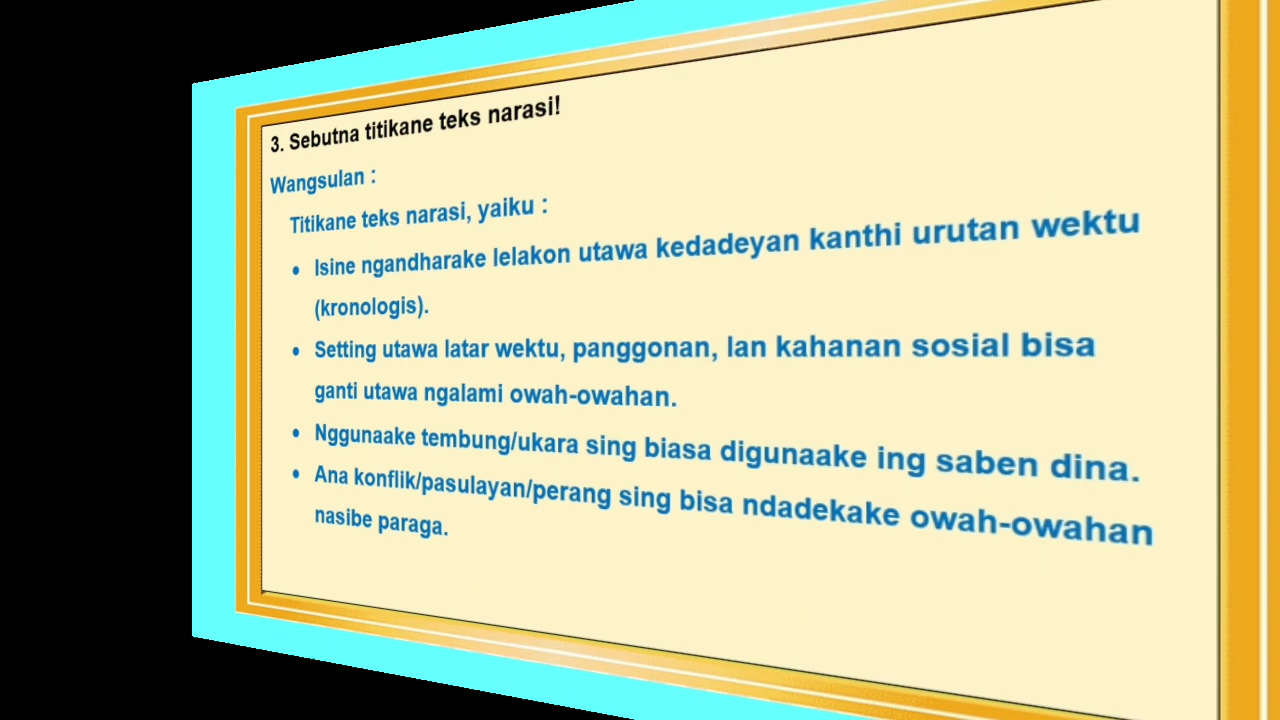 3. Sebutna titikane teks narasi!
Wangsulan :
Titikane teks narasi, yaiku :
• Isine ngandharake lelakon utawa kedadeyan kanthi urutan wektu
(kronologis).
• Setting utawa latar wektu, panggonan, lan kahanan sosial bisa
ganti utawa ngalami owah-owahan.
• Nggunaake tembung/ukara sing biasa digunaake ing saben dina.
• Ana konflik/pasulayan/perang sing bisa ndadekake owah-owahan
nasibe paraga.